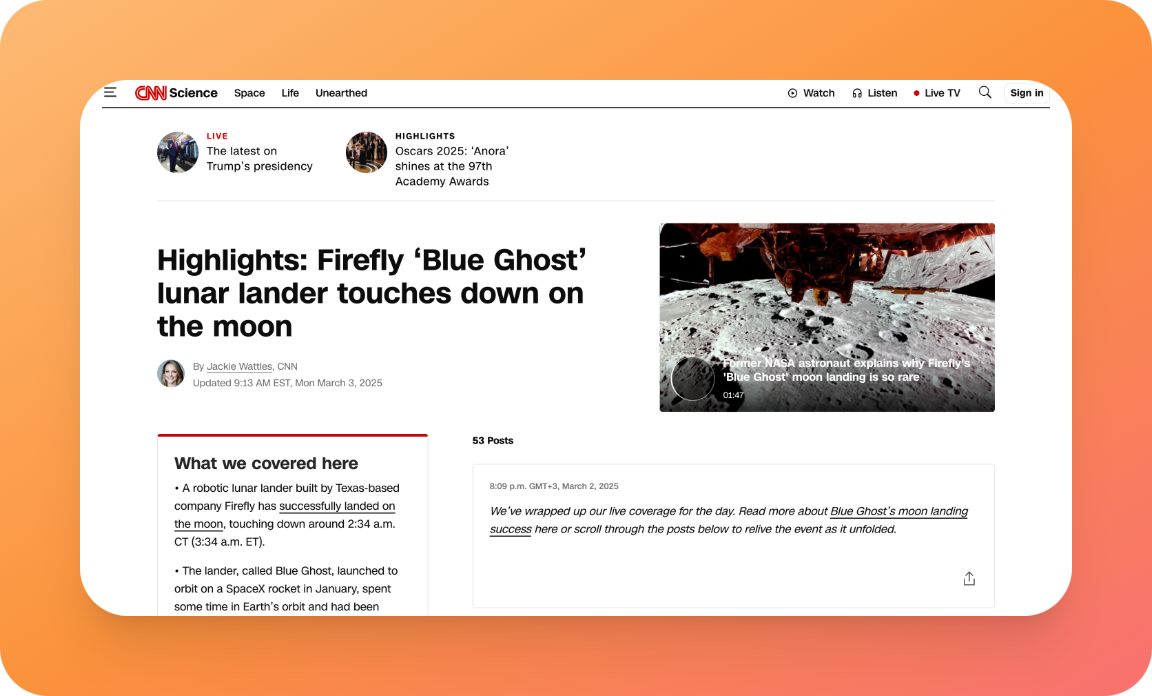 CNN Science Space Life Unearthed Watch Listen Live TV Sign in
LIVE
The latest on
Trump's presidency
HIGHLIGHTS
Oscars 2025: ‘Anora’
shines at the 97th
Academy Awards
Highlights: Firefly ‘Blue Ghost’
lunar lander touches down on
the moon
By Jackie Wattles, CNN
Updated 9:13 AM EST, Mon March 3, 2025
Former NASA astronaut explains why Firefly's
'Blue Ghost' moon landing is so rare
01:47
What we covered here
• A robotic lunar lander built by Texas-based
company Firefly has successfully landed on
the moon, touching down around 2:34 a.m.
CT (3:34 a.m. ET).
• The lander, called Blue Ghost, launched to
orbit on a SpaceX rocket in January, spent
some time in Earth’s orbit and had been
53 Posts
8:09 p.m. GMT+3, March 2, 2025
We’ve wrapped up our live coverage for the day. Read more about Blue Ghost’s moon landing
success here or scroll through the posts below to relive the event as it unfolded.